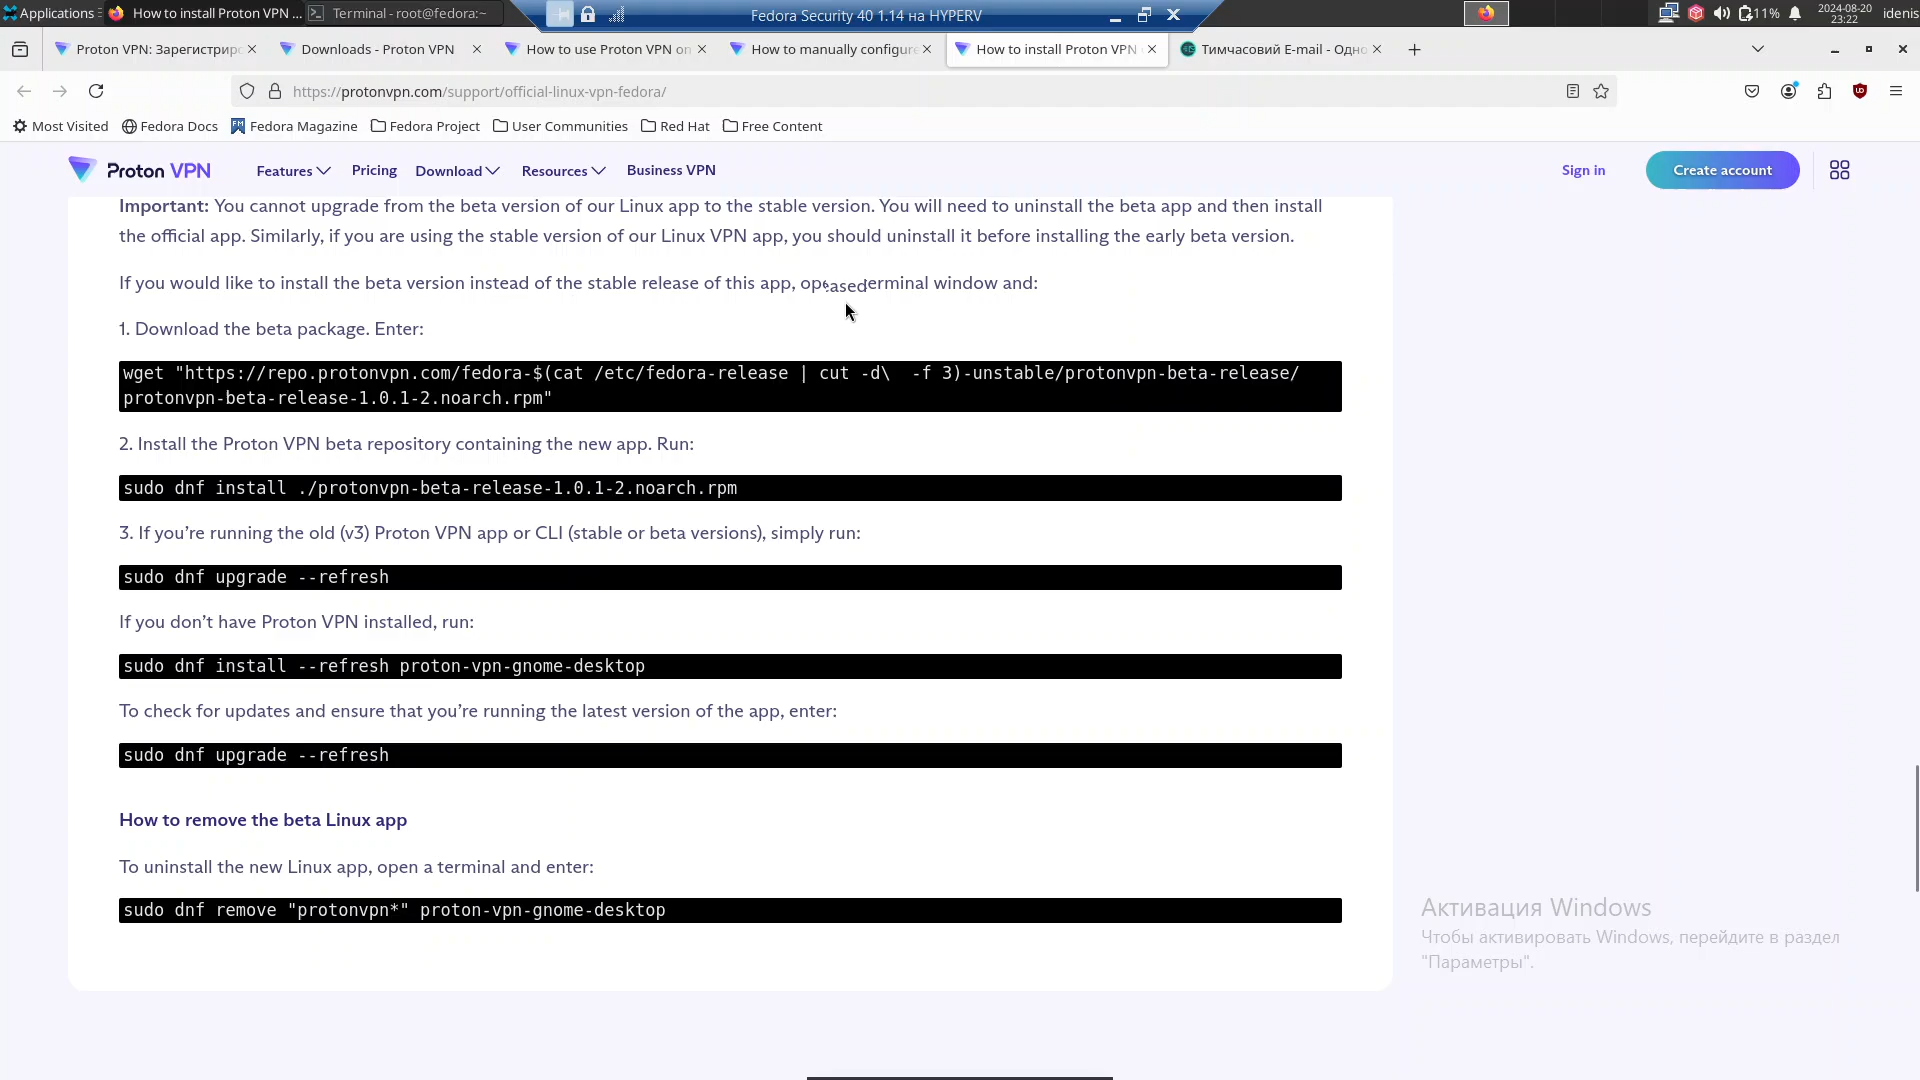 Applications
How to install Proton VPN ...
Terminal - root@fedora:~
Fedora Security 40 1.14 на HYPERV
11%
2024-08-20
23:22
idenis
Proton VPN: Зарегистрир
Downloads - Proton VPN
How to use Proton VPN on
How to manually configure
How to install Proton VPN
Тимчасовий E-mail - Одно
https://protonvpn.com/support/official-linux-vpn-fedora/
Most Visited
Fedora Docs
Fedora Magazine
Fedora Project
User Communities
Red Hat
Free Content
Proton VPN
Features
Pricing
Download
Resources
Business VPN
Sign in
Create account
Important: You cannot upgrade from the beta version of our Linux app to the stable version. You will need to uninstall the beta app and then install
the official app. Similarly, if you are using the stable version of our Linux VPN app, you should uninstall it before installing the early beta version.
If you would like to install the beta version instead of the stable release of this app, terminal window and:
1. Download the beta package. Enter:
wget "https://repo.protonvpn.com/fedora-$(cat /etc/fedora-release | cut -d\  -f 3)-unstable/protonvpn-beta-release/
protonvpn-beta-release-1.0.1-2.noarch.rpm"
2. Install the Proton VPN beta repository containing the new app. Run:
sudo dnf install ./protonvpn-beta-release-1.0.1-2.noarch.rpm
3. If you’re running the old (v3) Proton VPN app or CLI (stable or beta versions), simply run:
sudo dnf upgrade --refresh
If you don’t have Proton VPN installed, run:
sudo dnf install --refresh proton-vpn-gnome-desktop
To check for updates and ensure that you’re running the latest version of the app, enter:
sudo dnf upgrade --refresh
How to remove the beta Linux app
To uninstall the new Linux app, open a terminal and enter:
sudo dnf remove "protonvpn*" proton-vpn-gnome-desktop
Активация Windows
Чтобы активировать Windows, перейдите в раздел
"Параметры".